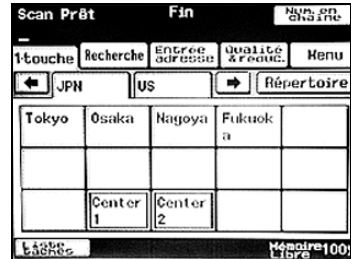 Scan Prêt Fin Num.en chaîne
1-touche Recherche Entrée adresse Qualité & réduc. Menu
JPN US Répertoire
Tokyo Osaka Nagoya Fukuok
a
Center Center
1 2
Liste tâches Mémoire Libre 100%